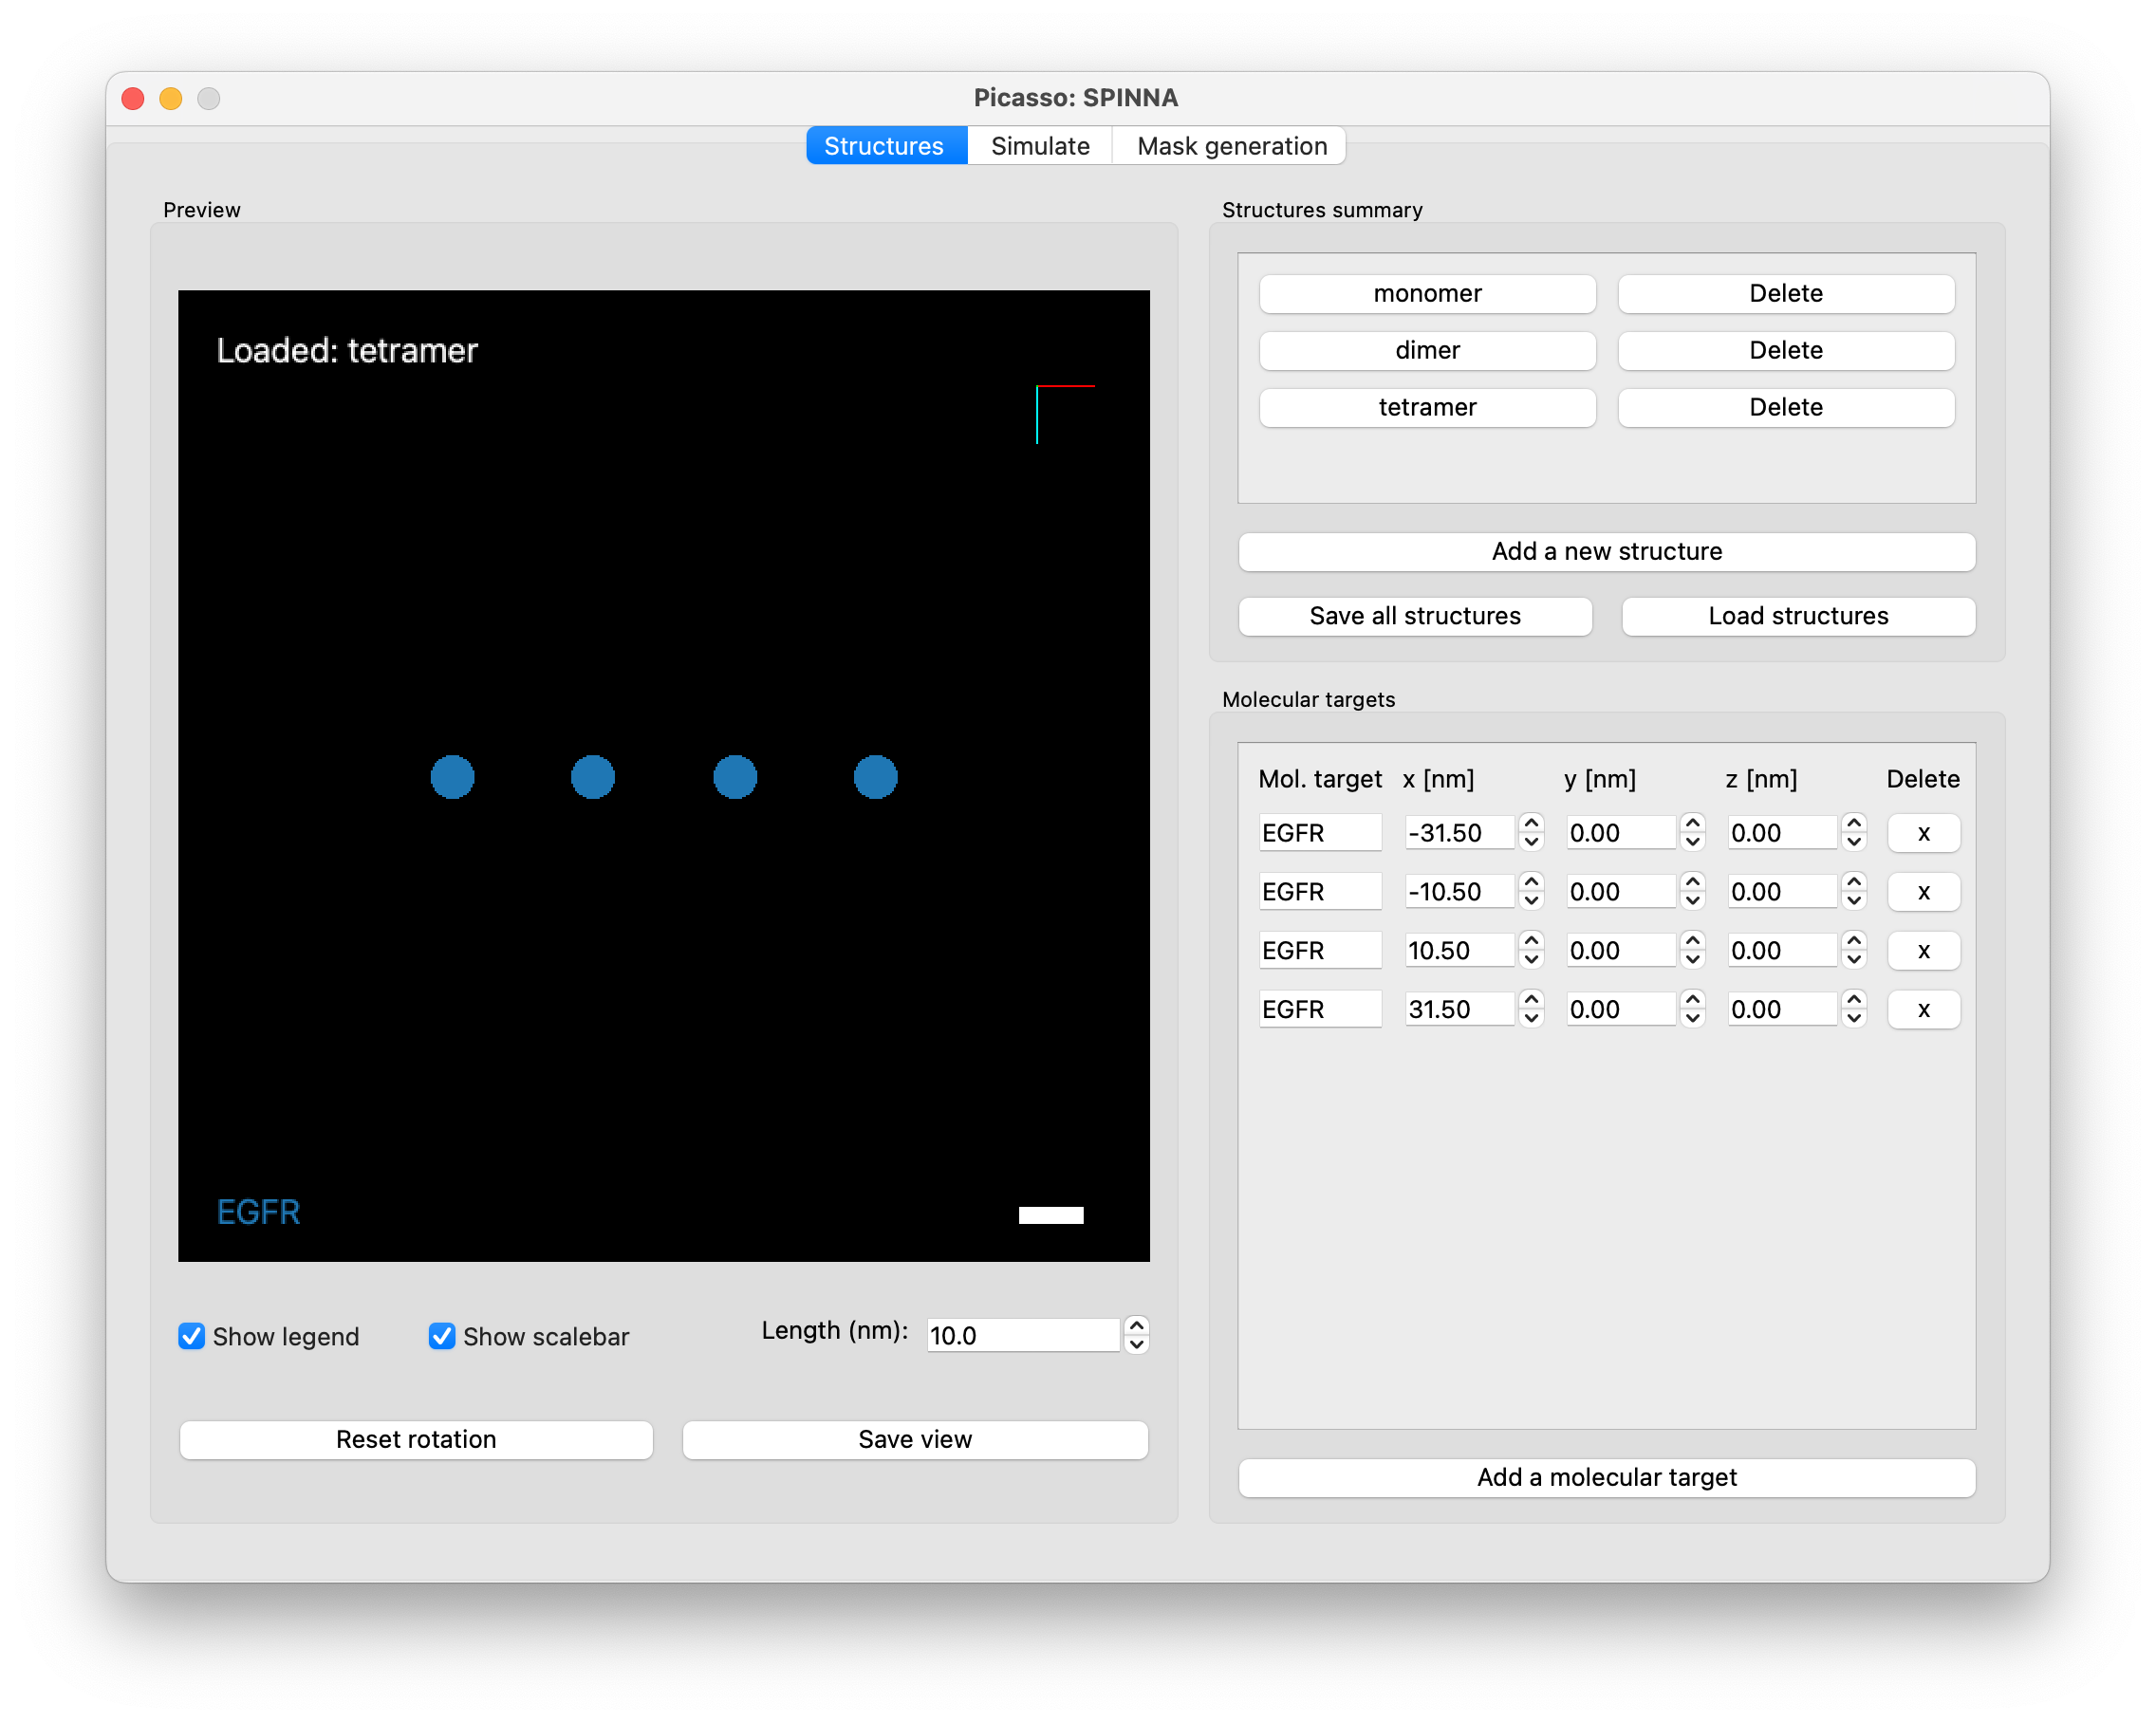 Picasso: SPINNA
Structures Simulate Mask generation
Preview
Loaded: tetramer
EGFR
Show legend Show scalebar Length (nm): 10.0
Reset rotation Save view
Structures summary
monomer Delete
dimer Delete
tetramer Delete
Add a new structure
Save all structures Load structures
Molecular targets
Mol. target x [nm] y [nm] z [nm] Delete
EGFR -31.50 0.00 0.00 x
EGFR -10.50 0.00 0.00 x
EGFR 10.50 0.00 0.00 x
EGFR 31.50 0.00 0.00 x
Add a molecular target